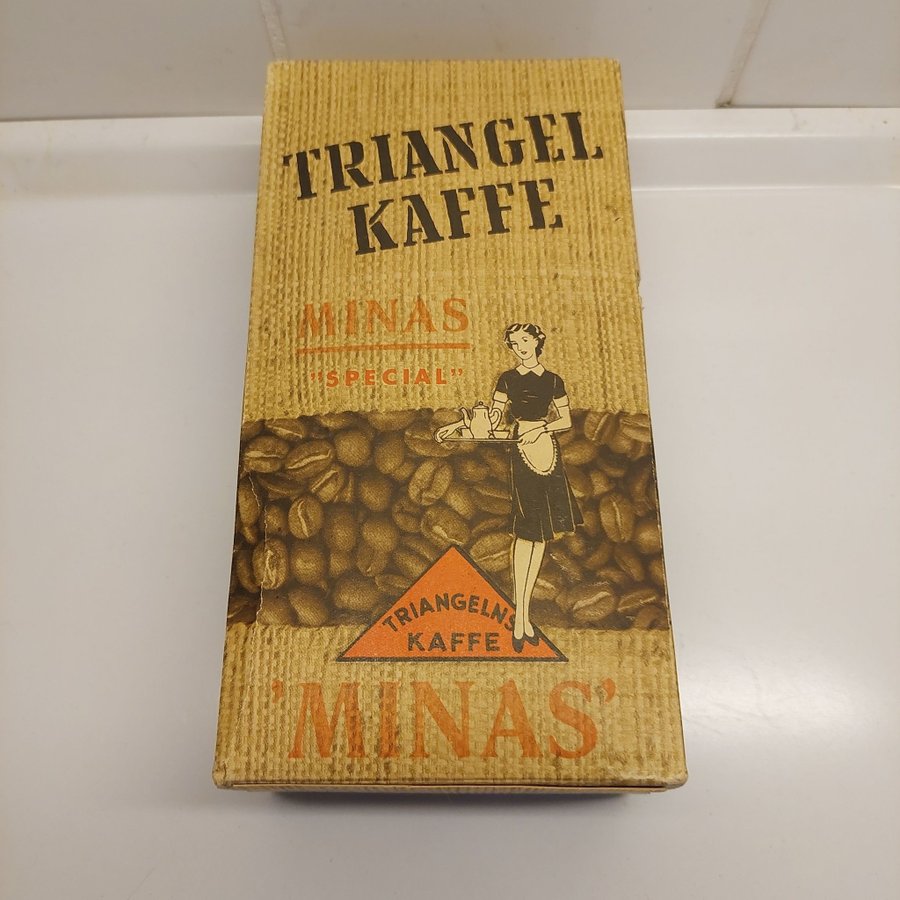 TRIANGEL
KAFFE
MINAS
"SPECIAL"
TRIANGELNS
KAFFE
'MINAS'